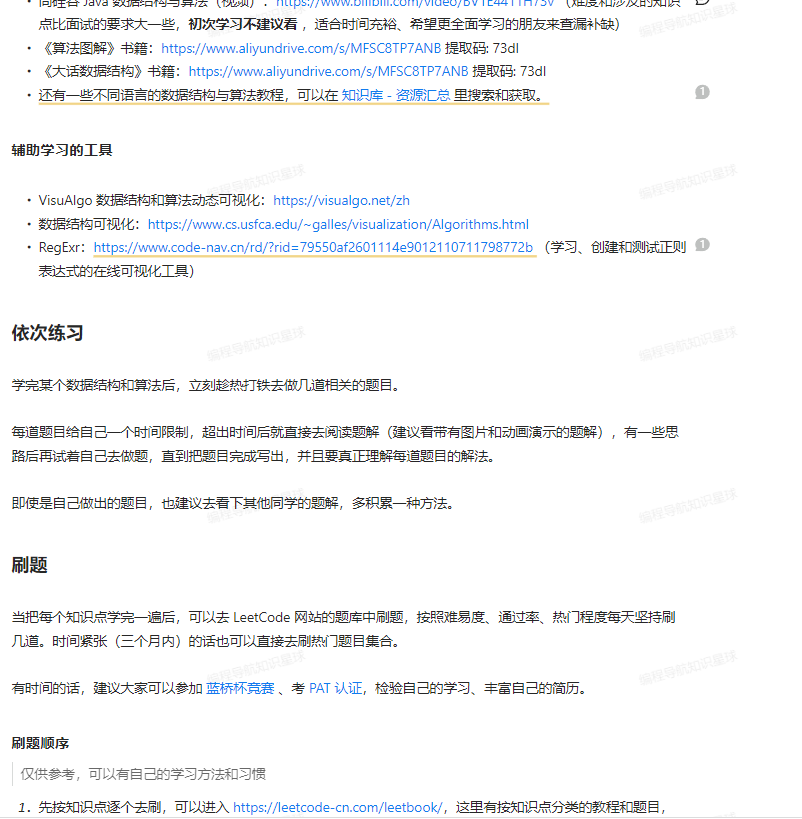 尚硅谷 Java 数据结构与算法（视频）：https://www.bilibili.com/video/BV1E4411H73v （难度和涉及的知识
点比面试的要求大一些，初次学习不建议看 ，适合时间充裕、希望更全面学习的朋友来查漏补缺）
• 《算法图解》书籍：https://www.aliyundrive.com/s/MFSC8TP7ANB 提取码: 73dl
• 《大话数据结构》书籍：https://www.aliyundrive.com/s/MFSC8TP7ANB 提取码: 73dl
• 还有一些不同语言的数据结构与算法教程，可以在 知识库 - 资源汇总 里搜索和获取。 1
辅助学习的工具
• VisuAlgo 数据结构和算法动态可视化：https://visualgo.net/zh
• 数据结构可视化：https://www.cs.usfca.edu/~galles/visualization/Algorithms.html
• RegExr：https://www.code-nav.cn/rd/?rid=79550af2601114e9012110711798772b （学习、创建和测试正则 1
表达式的在线可视化工具）
依次练习
学完某个数据结构和算法后，立刻趁热打铁去做几道相关的题目。
每道题目给自己一个时间限制，超出时间后就直接去阅读题解（建议看带有图片和动画演示的题解），有一些思
路后再试着自己去做题，直到把题目完成写出，并且要真正理解每道题目的解法。
即使是自己做出的题目，也建议去看下其他同学的题解，多积累一种方法。
刷题
当把每个知识点学完一遍后，可以去 LeetCode 网站的题库中刷题，按照难易度、通过率、热门程度每天坚持刷
几道。时间紧张（三个月内）的话也可以直接去刷热门题目集合。
有时间的话，建议大家可以参加 蓝桥杯竞赛 、考 PAT 认证，检验自己的学习、丰富自己的简历。
刷题顺序
仅供参考，可以有自己的学习方法和习惯
1. 先按知识点逐个去刷，可以进入 https://leetcode-cn.com/leetbook/，这里有按知识点分类的教程和题目，
编程导航知识星球